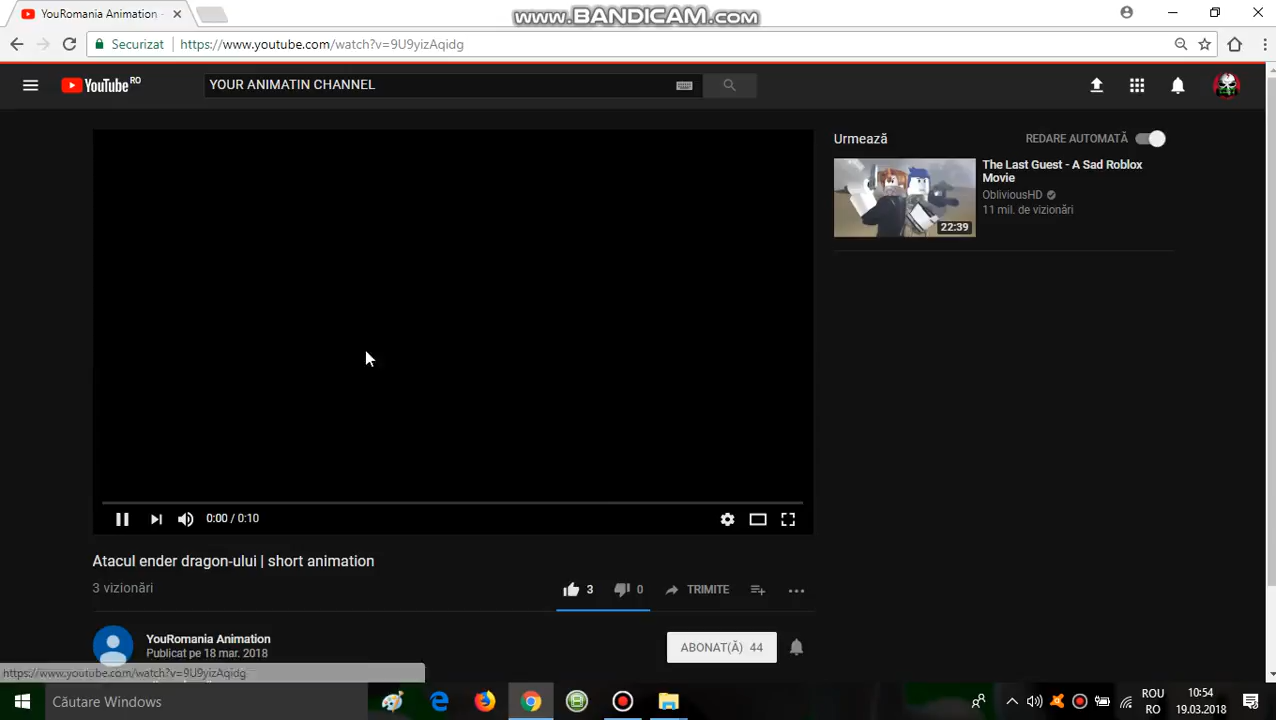 www.BANDICAM.com
YouRomania Animation -
Securizat
https://www.youtube.com/watch?v=9U9yizAqidg
YouTube RO
YOUR ANIMATIN CHANNEL
Urmează
REDARE AUTOMATĂ
The Last Guest - A Sad Roblox
Movie
ObliviousHD
11 mil. de vizionări
22:39
0:00 / 0:10
Atacul ender dragon-ului | short animation
3 vizionări
3
0
TRIMITE
YouRomania Animation
Publicat pe 18 mar. 2018
ABONAT(Ă) 44
https://www.youtube.com/watch?v=9U9yizAqidg
Căutare Windows
ROU
RO
10:54
19.03.2018